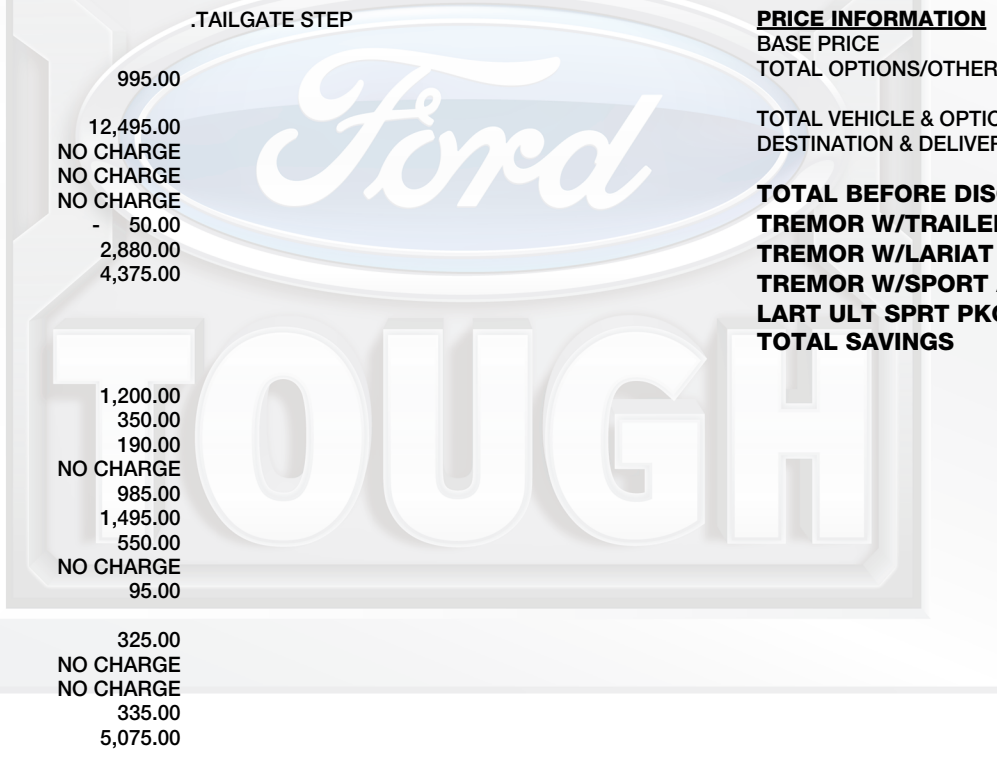 .TAILGATE STEP
995.00
12,495.00
NO CHARGE
NO CHARGE
NO CHARGE
- 50.00
2,880.00
4,375.00
1,200.00
350.00
190.00
NO CHARGE
985.00
1,495.00
550.00
NO CHARGE
95.00
325.00
NO CHARGE
NO CHARGE
335.00
5,075.00
PRICE INFORMATION
BASE PRICE
TOTAL OPTIONS/OTHER
TOTAL VEHICLE & OPTIO
DESTINATION & DELIVER
TOTAL BEFORE DIS
TREMOR W/TRAILE
TREMOR W/LARIAT
TREMOR W/SPORT
LART ULT SPRT PK
TOTAL SAVINGS
Ford
TOUGH